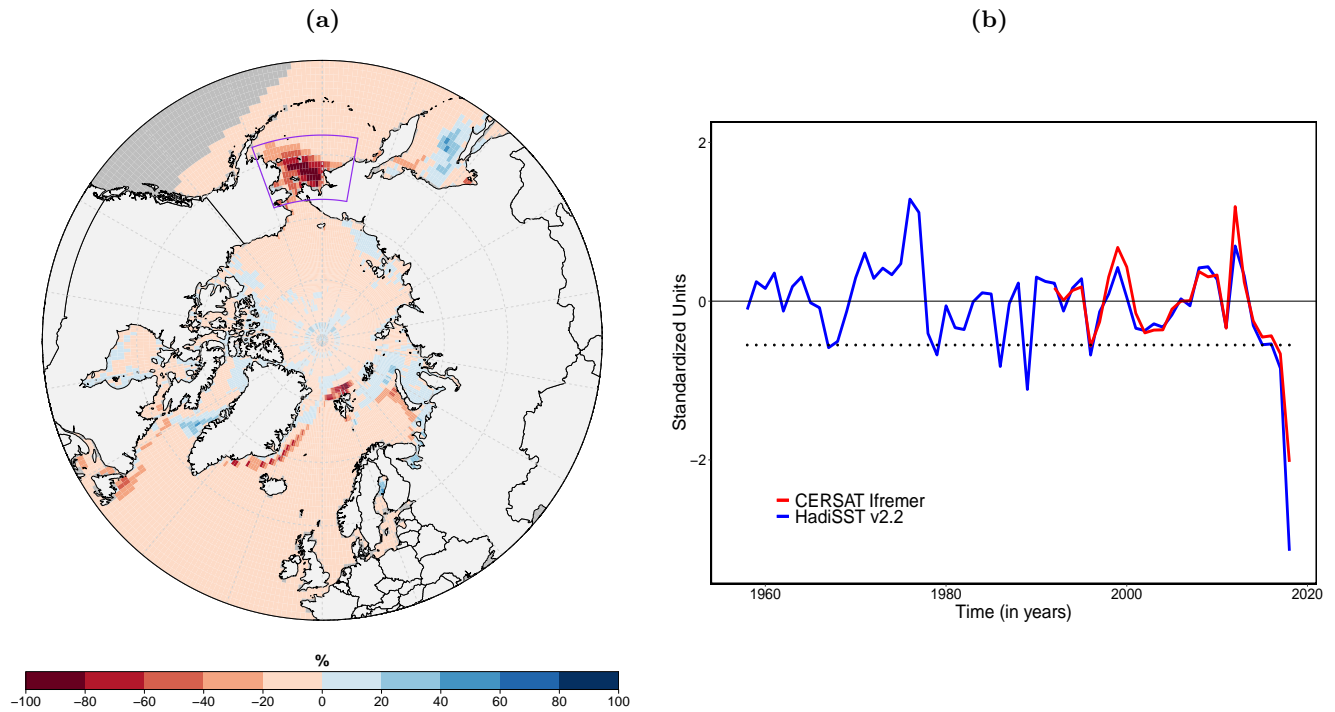 (a)
(b)
%
−100 −80 −60 −40 −20 0 20 40 60 80 100
Standardized Units
2
0
−2
CERSAT Ifremer
HadiSST v2.2
1960 1980 2000 2020
Time (in years)